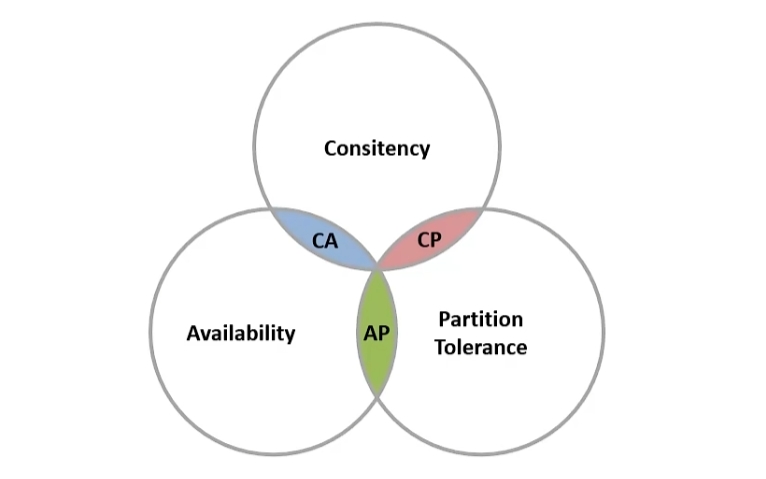 Consitency
CA
CP
Availability
AP
Partition
Tolerance